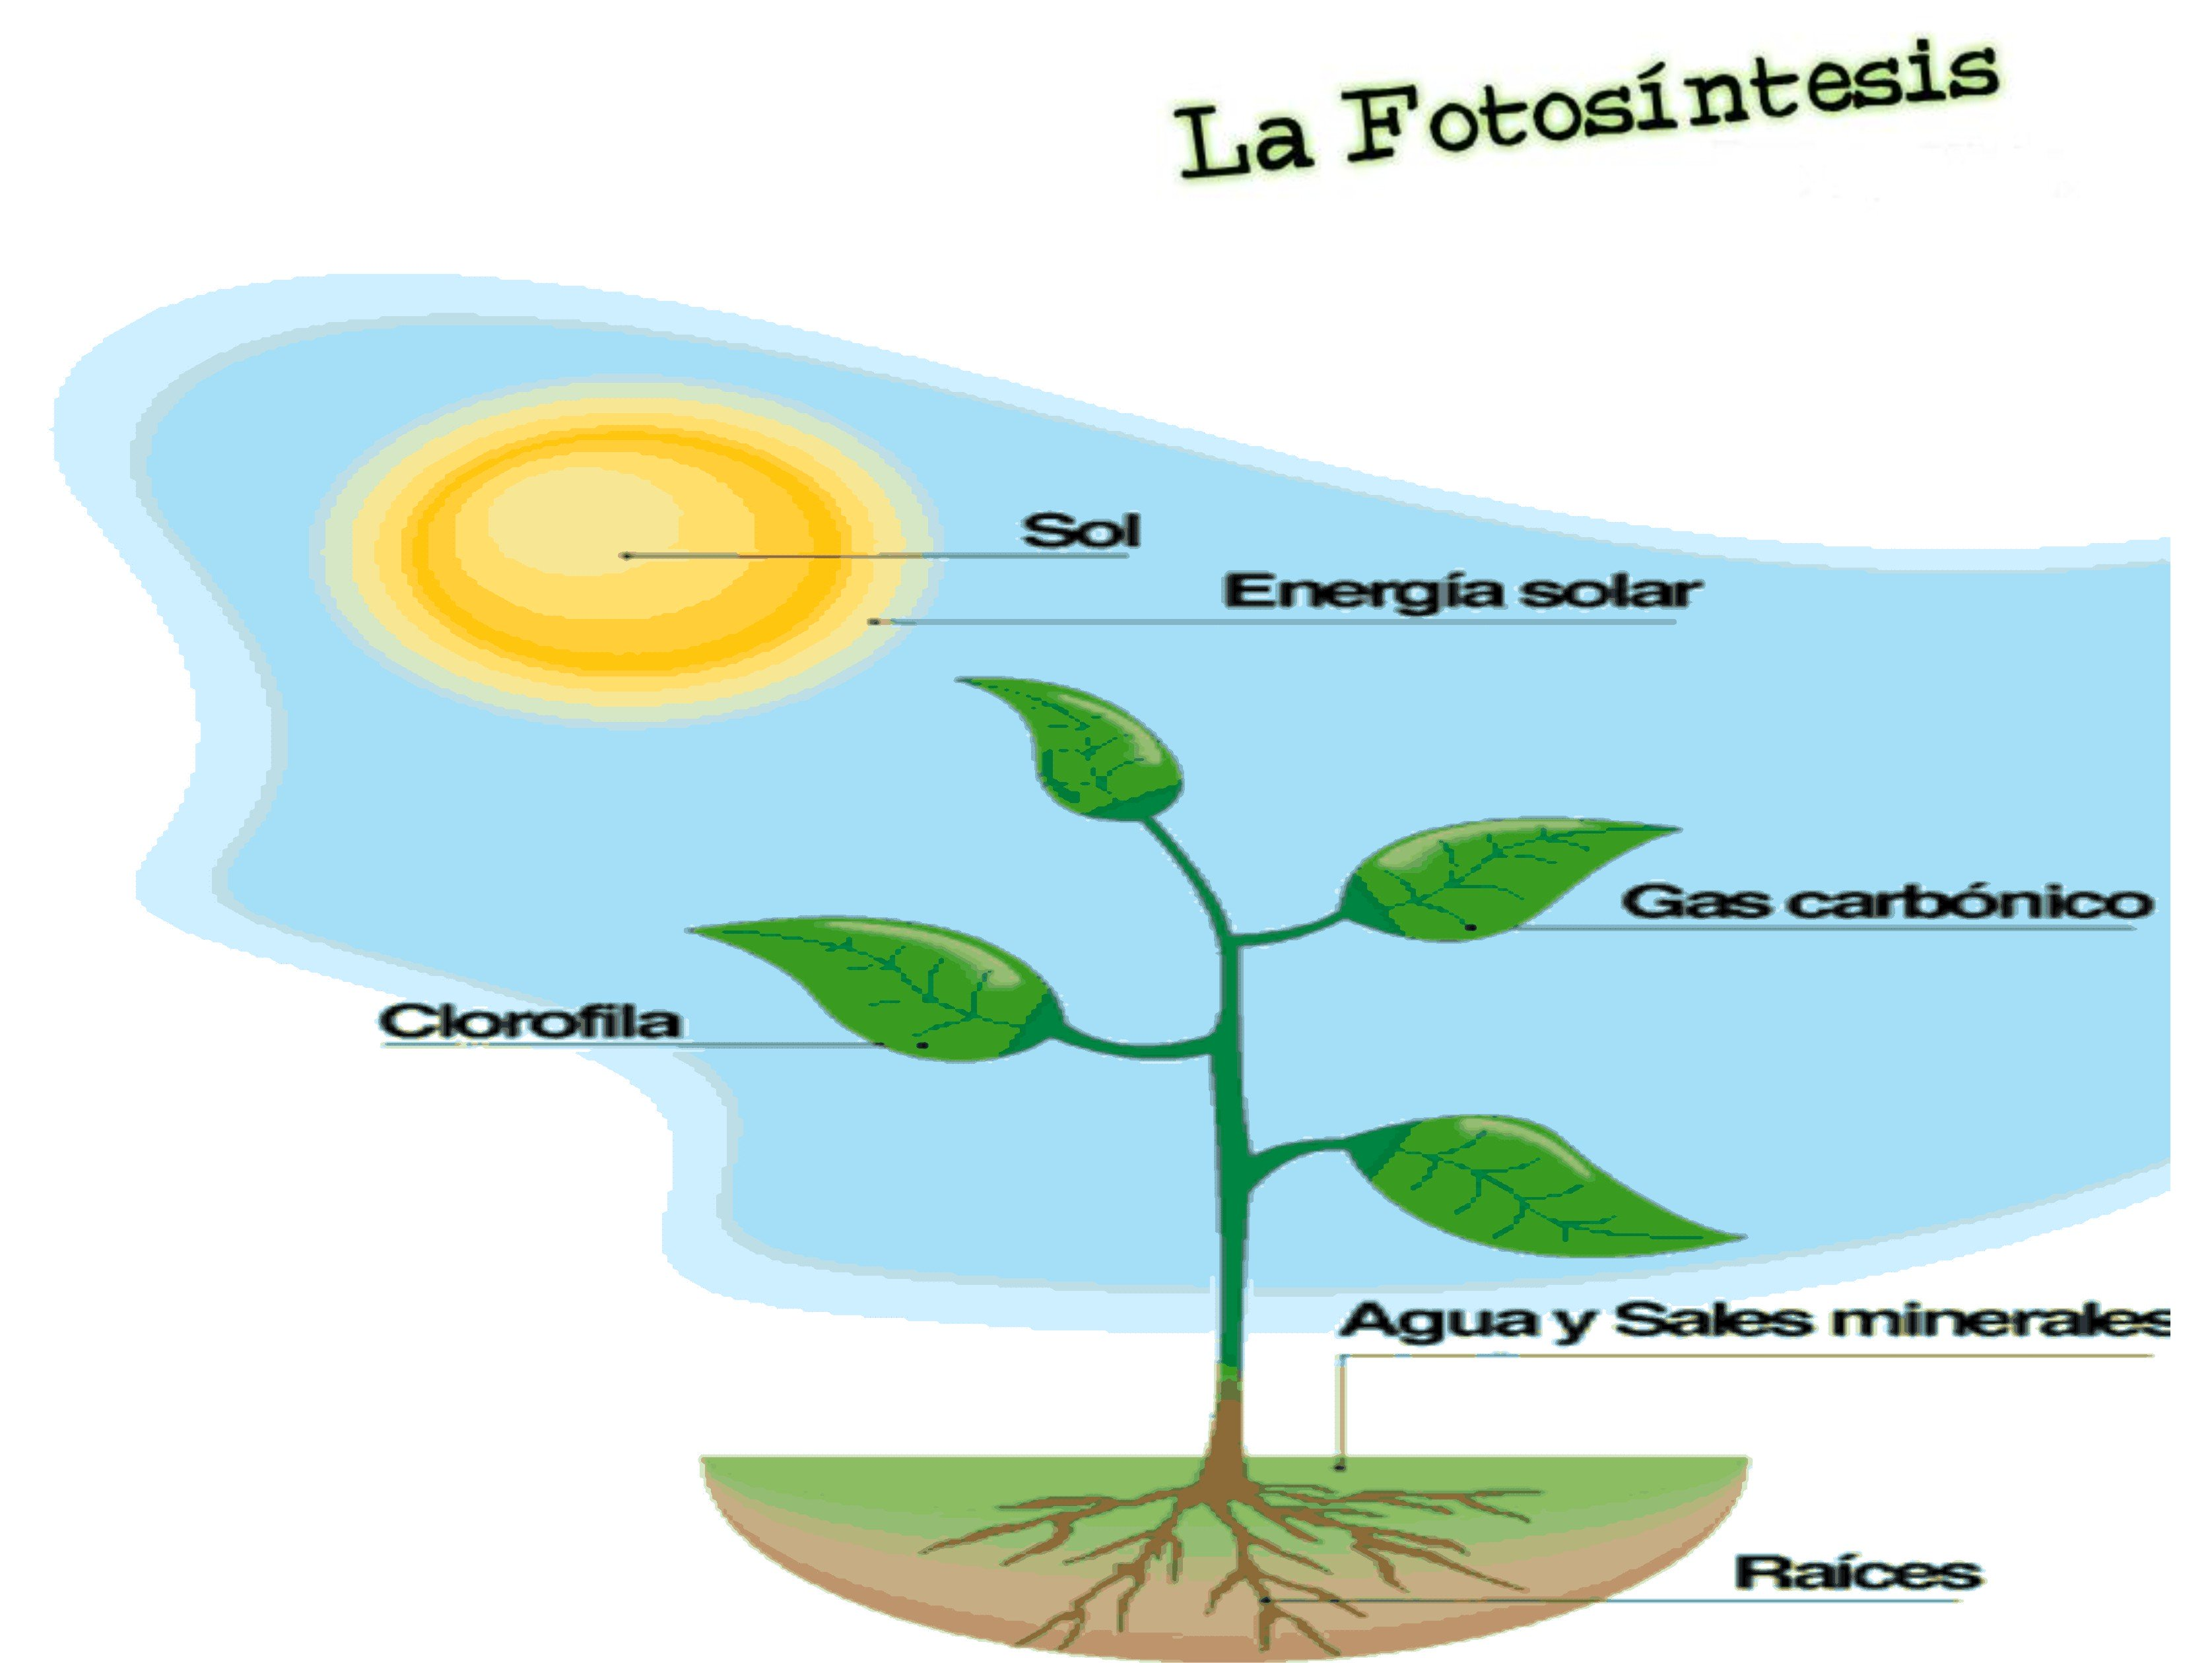 La Fotosíntesis
Sol
Energía solar
Gas carbónico
Clorofila
Agua y Sales minerales
Raíces